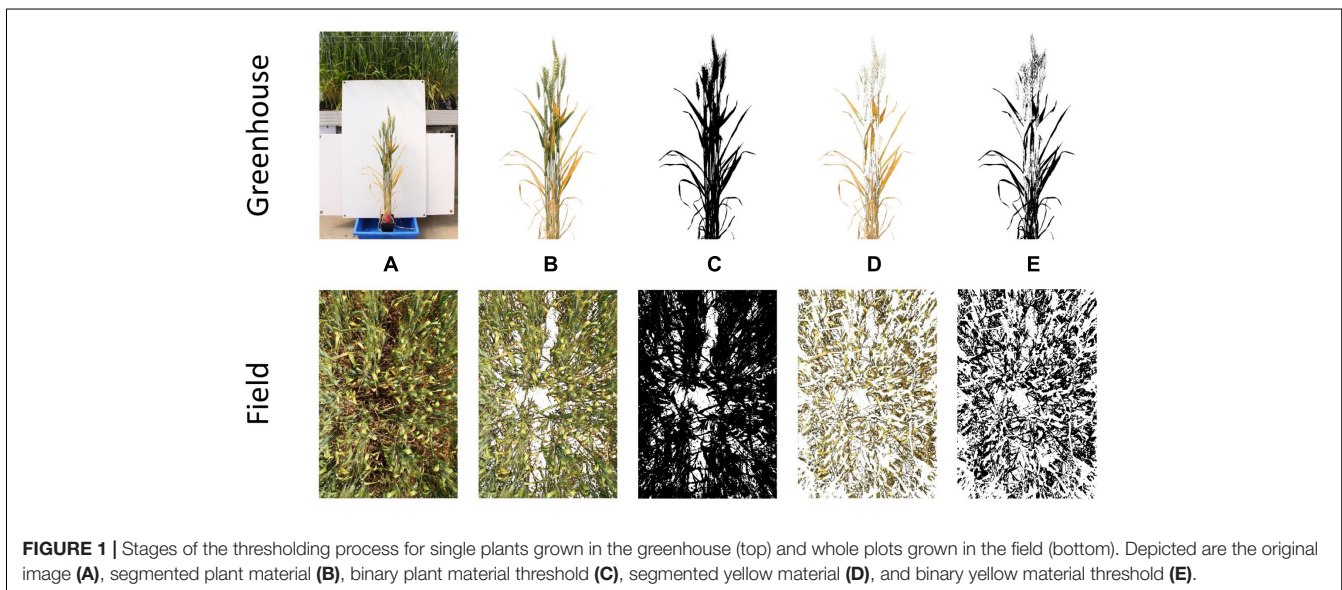 Greenhouse
A B C D E
Field
FIGURE 1 | Stages of the thresholding process for single plants grown in the greenhouse (top) and whole plots grown in the field (bottom). Depicted are the original
image (A), segmented plant material (B), binary plant material threshold (C), segmented yellow material (D), and binary yellow material threshold (E).